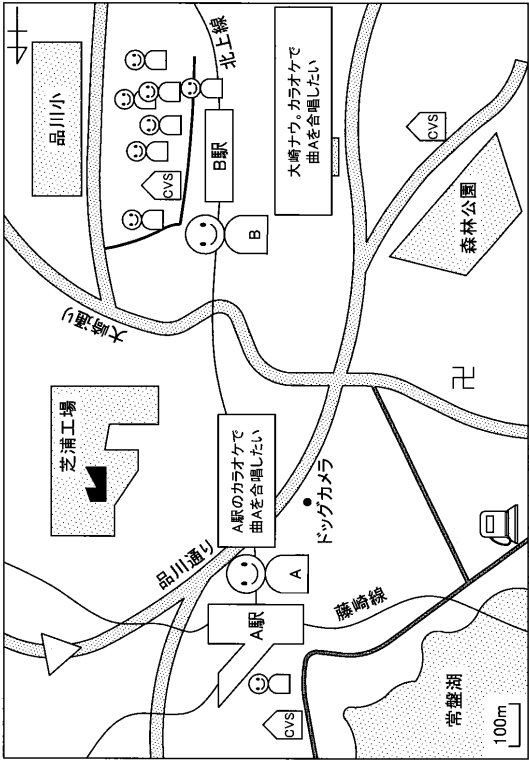 品川小
北上線
CVS
B駅
B
大崎ナウ。カラオケで
曲Aを合唱したい
CVS
森林公園
大崎通り
芝浦工場
A駅のカラオケで
曲Aを合唱したい
ドッグカメラ
卍
品川通り
A
A駅
藤崎線
CVS
常盤湖
100m